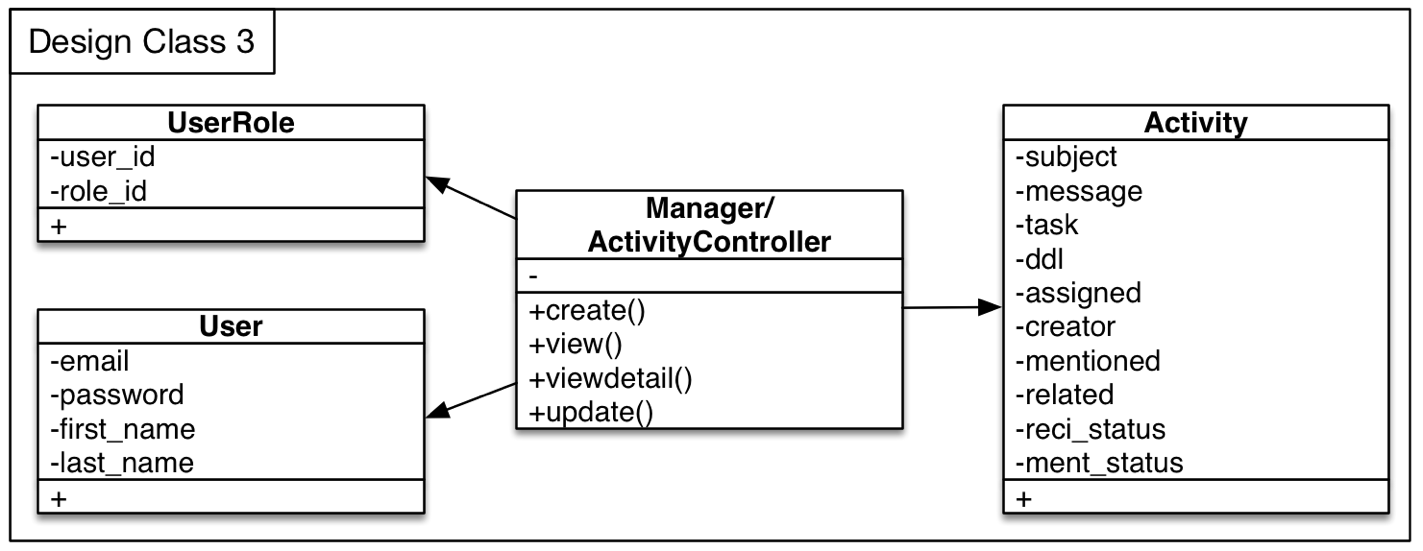 Design Class 3
UserRole
-user_id
-role_id
+
User
-email
-password
-first_name
-last_name
+
Manager/
ActivityController
-
+create()
+view()
+viewdetail()
+update()
Activity
-subject
-message
-task
-ddl
-assigned
-creator
-mentioned
-related
-reci_status
-ment_status
+